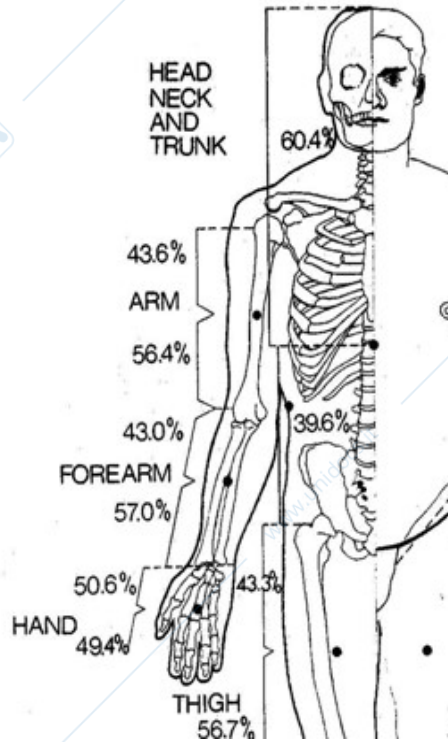 HEAD
NECK
AND
TRUNK
60.4%
43.6%
ARM
56.4%
39.6%
43.0%
FOREARM
57.0%
50.6%
43.3%
HAND
49.4%
THIGH
56.7%